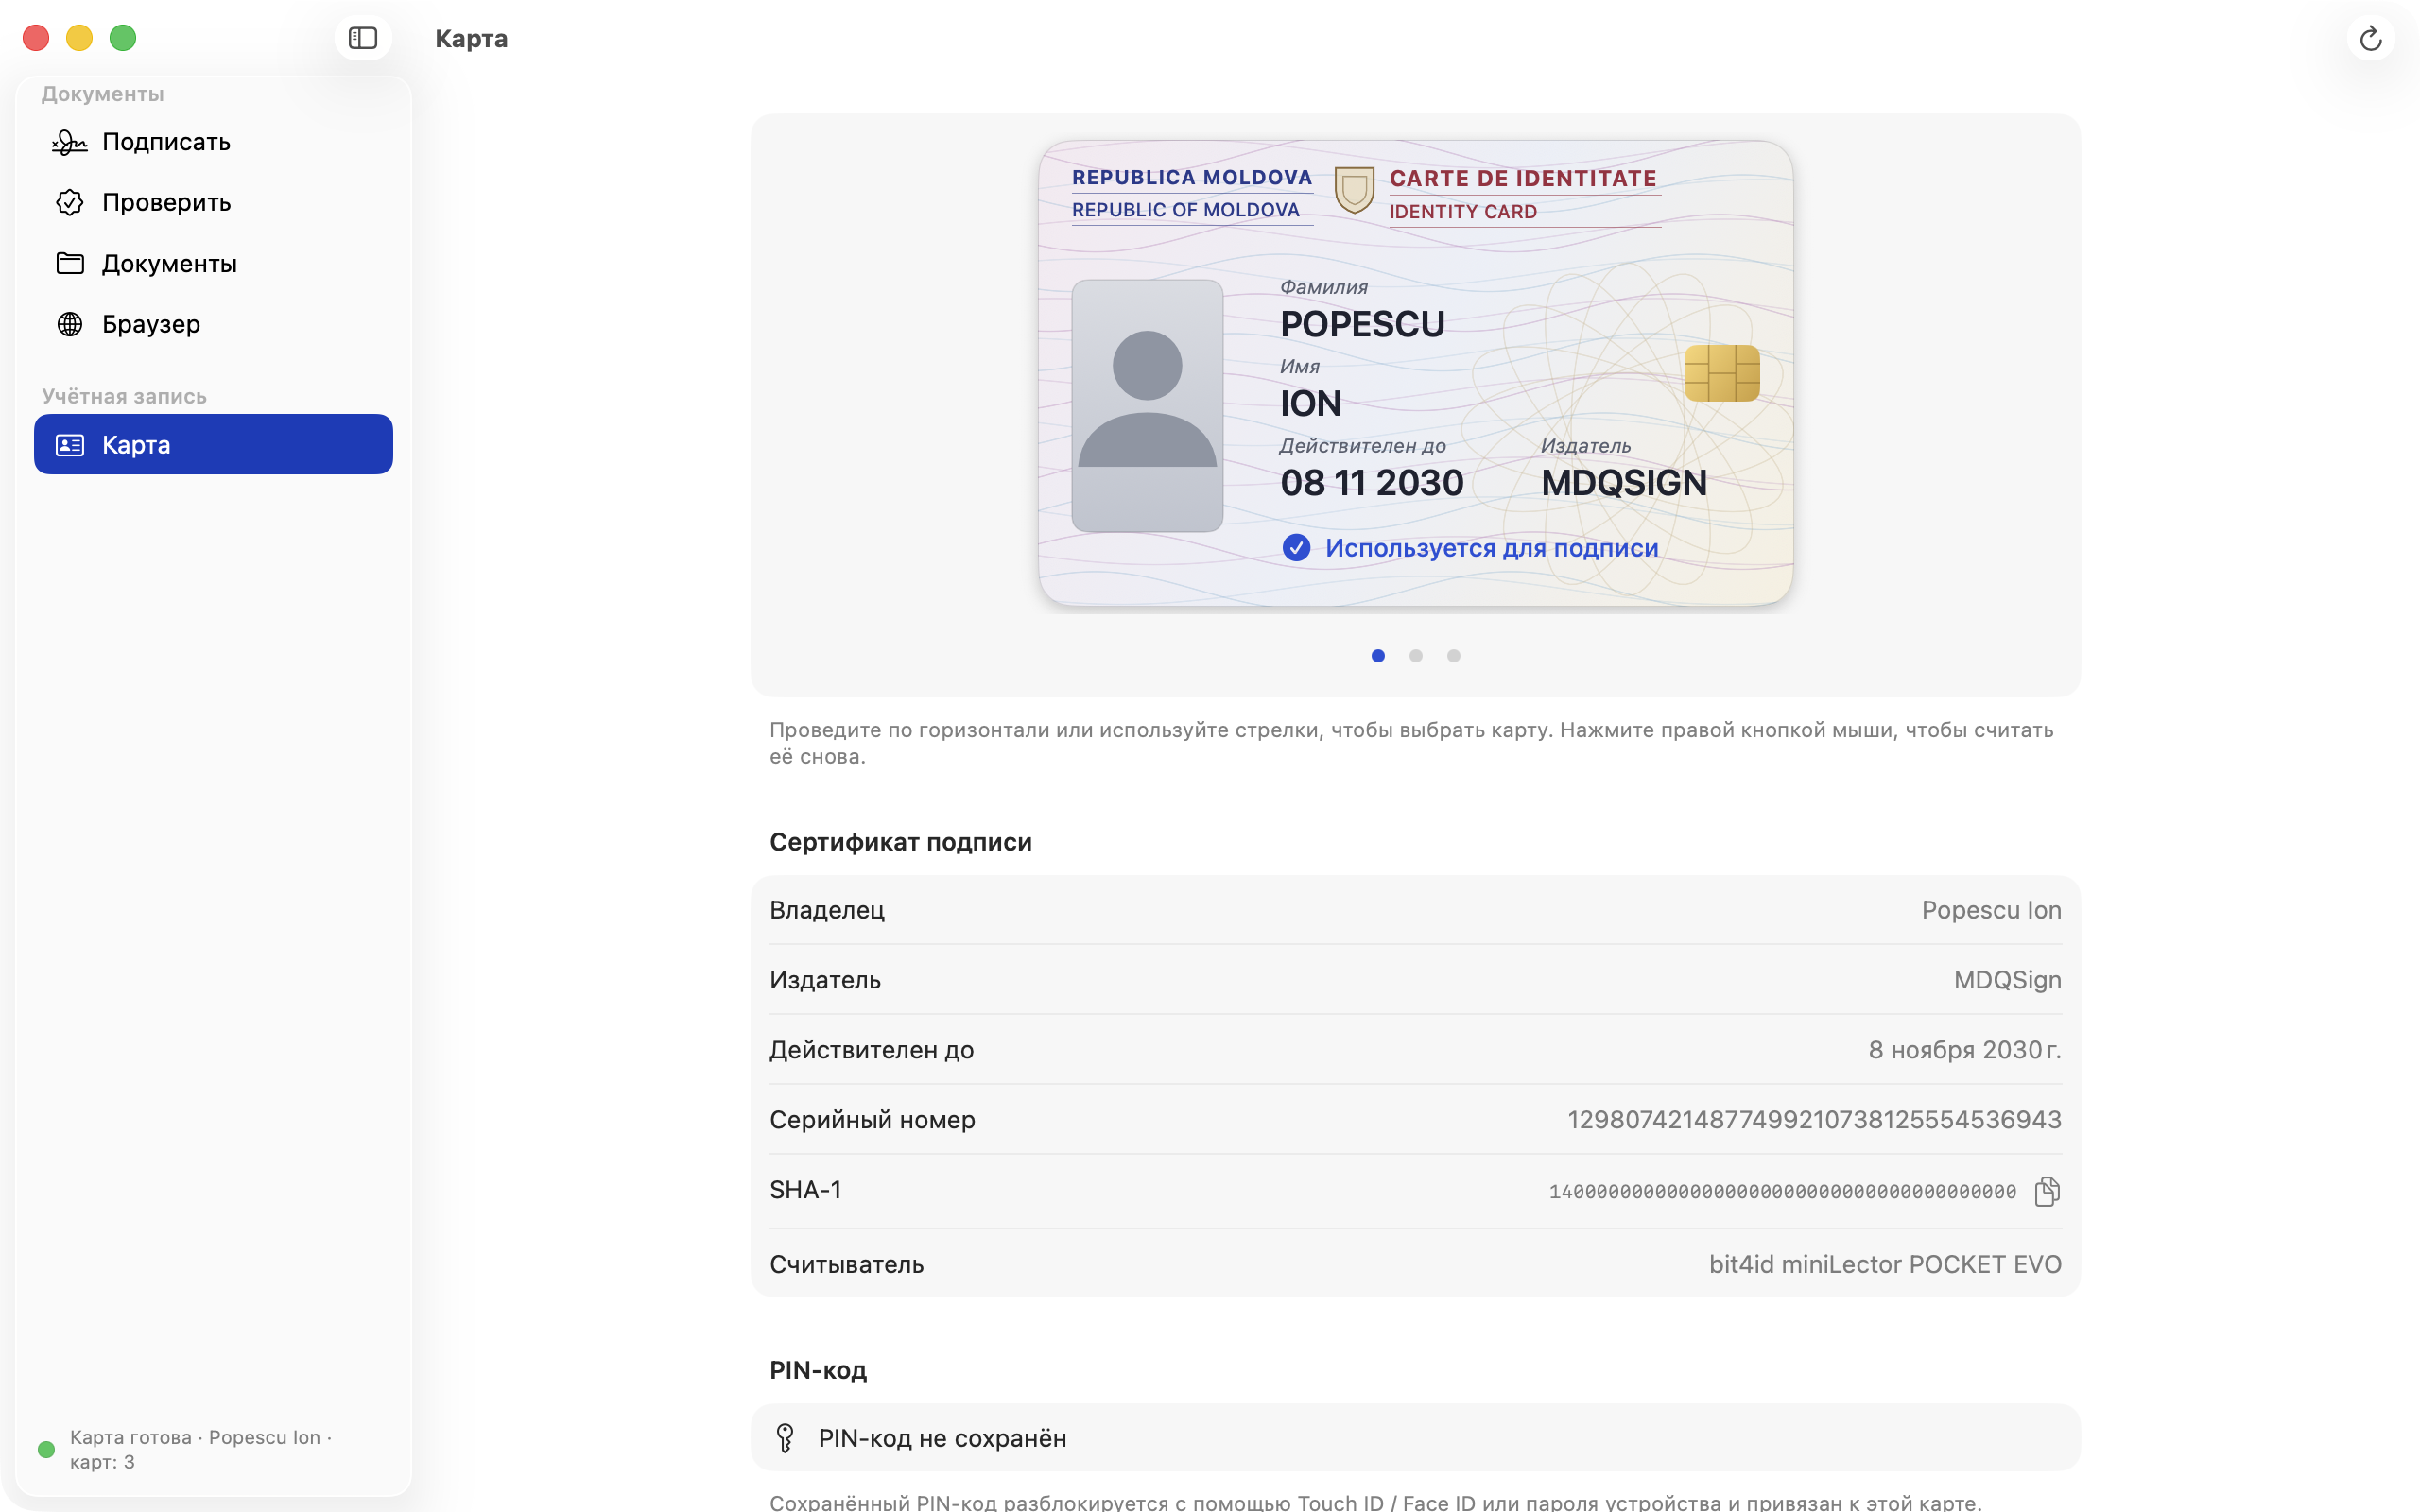 Карта
Документы
Подписать
Проверить
Документы
Браузер
Учётная запись
Карта
Карта готова · Popescu Ion ·
карт: 3
REPUBLICA MOLDOVA
REPUBLIC OF MOLDOVA
CARTE DE IDENTITATE
IDENTITY CARD
Фамилия
POPESCU
Имя
ION
Действителен до
08 11 2030
Издатель
MDQSIGN
Используется для подписи
Проведите по горизонтали или используйте стрелки, чтобы выбрать карту. Нажмите правой кнопкой мыши, чтобы считать
её снова.
Сертификат подписи
Владелец Popescu Ion
Издатель MDQSign
Действителен до 8 ноября 2030 г.
Серийный номер 129807421487749921073812555453694­3
SHA-1 1400000000000000000000000000000000000000
Считыватель bit4id miniLector POCKET EVO
PIN-код
PIN-код не сохранён
Сохранённый PIN-код разблокируется с помощью Touch ID / Face ID или пароля устройства и привязан к этой карте.